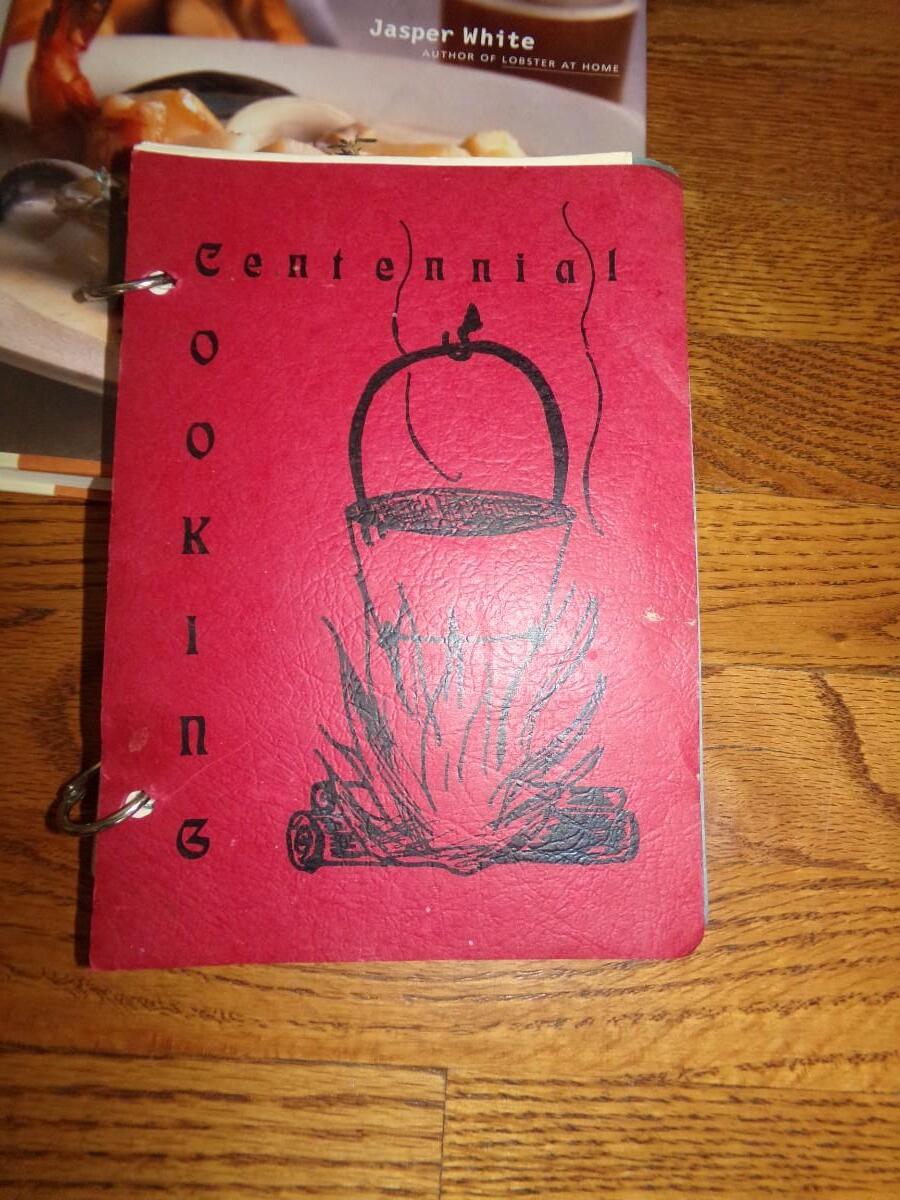 Jasper White
AUTHOR OF LOBSTER AT HOME
Centennial
COOKING